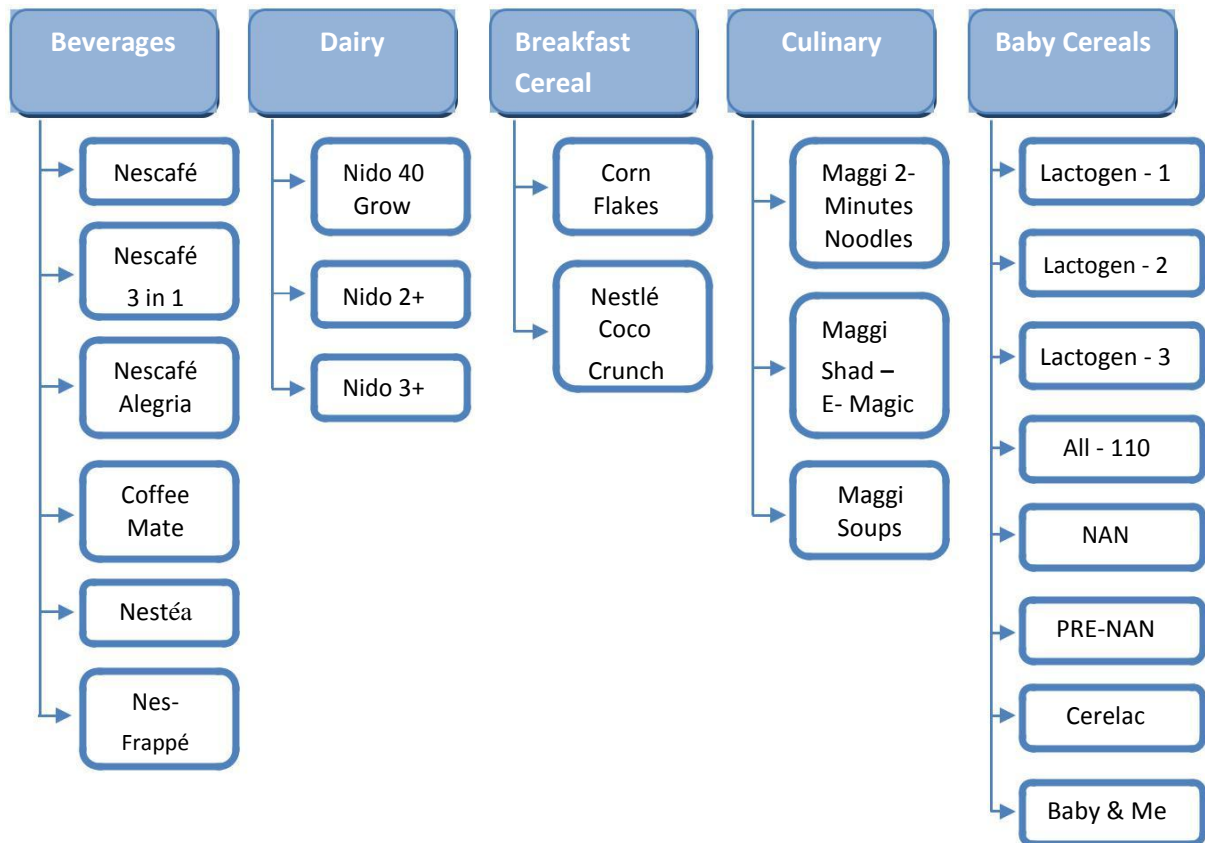 Beverages
Nescafé
Nescafé
3 in 1
Nescafé
Alegria
Coffee
Mate
Nestéa
Nes-
Frappé
Dairy
Nido 40
Grow
Nido 2+
Nido 3+
Breakfast
Cereal
Corn
Flakes
Nestlé
Coco
Crunch
Culinary
Maggi 2-
Minutes
Noodles
Maggi
Shad –
E- Magic
Maggi
Soups
Baby Cereals
Lactogen - 1
Lactogen - 2
Lactogen - 3
All - 110
NAN
PRE-NAN
Cerelac
Baby & Me